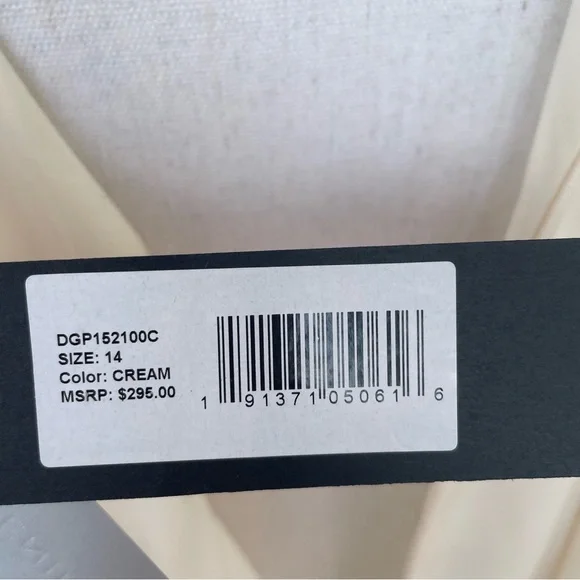 DGP152100C
SIZE: 14
Color: CREAM
MSRP: $295.00
1 91371 05061 6